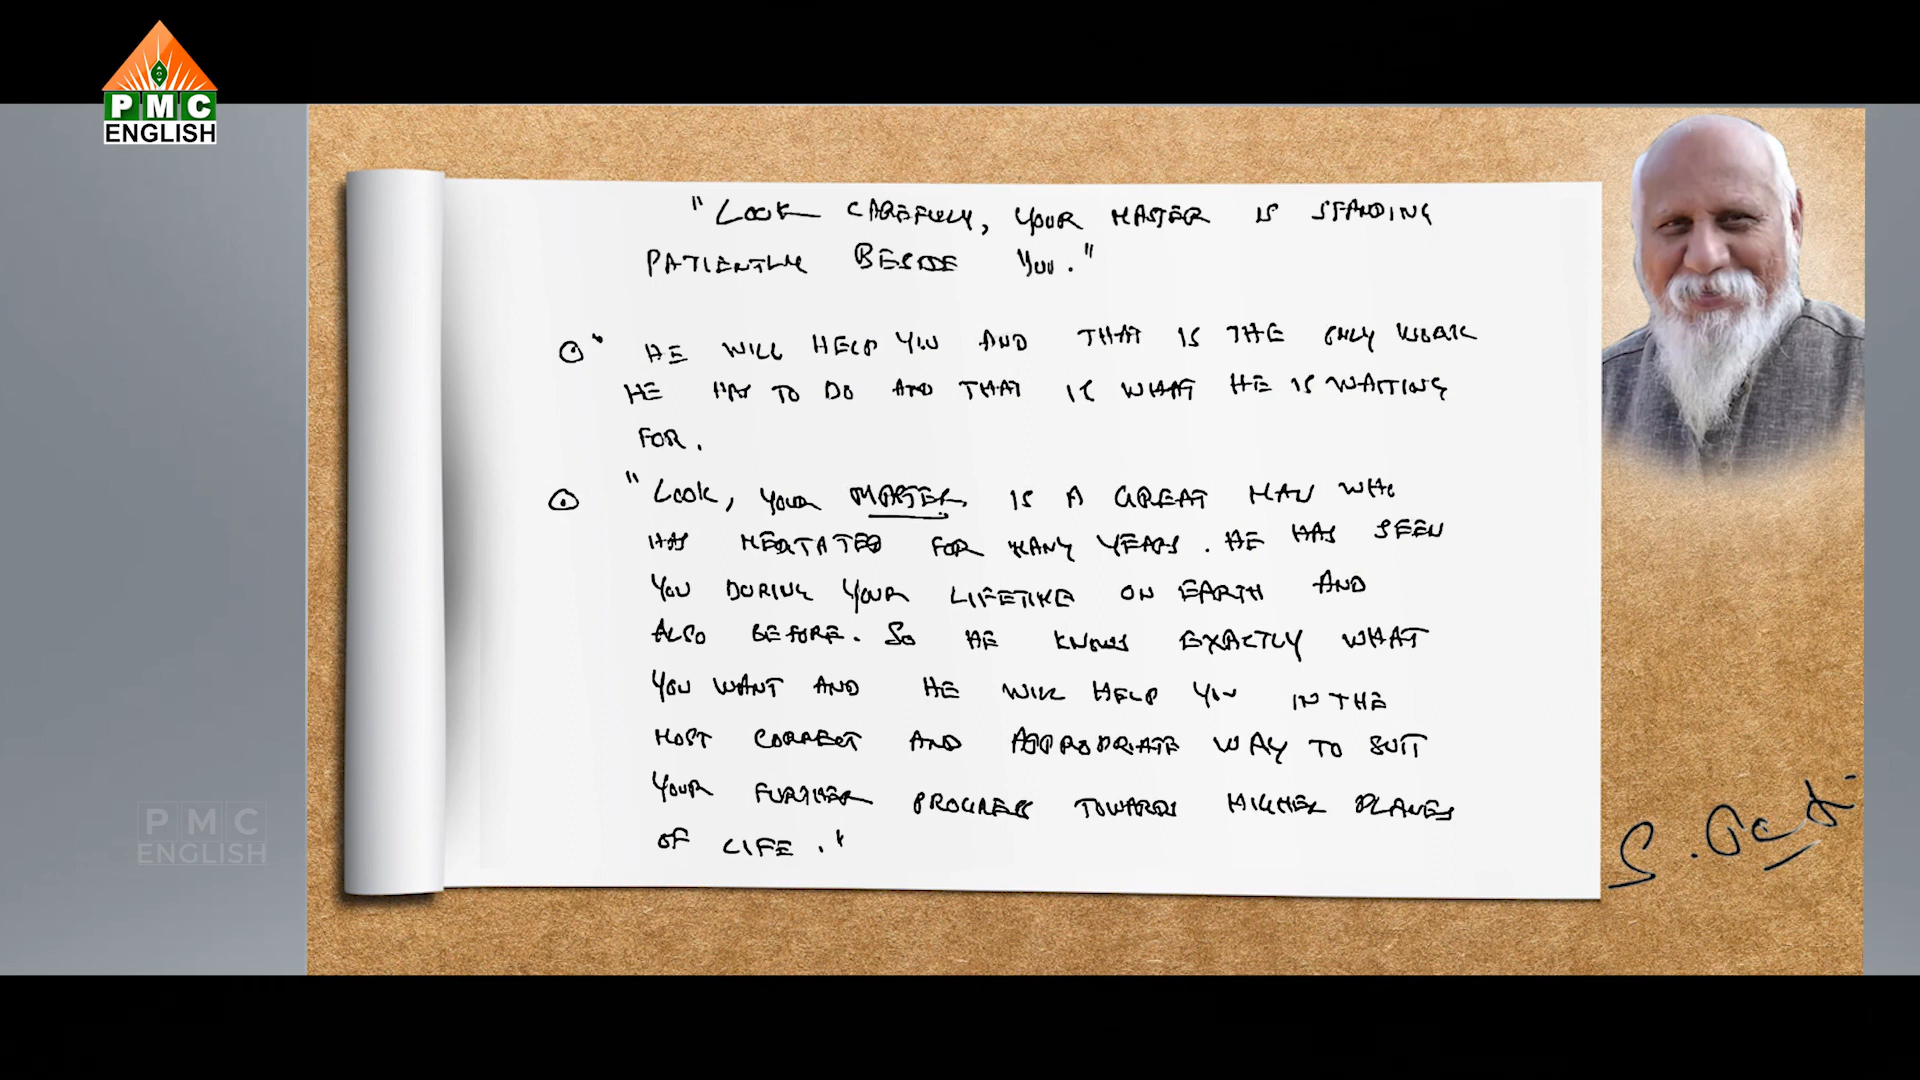 PMC
ENGLISH
"LOOK CAREFULLY, YOUR MASTER IS STANDING
PATIENTLY BESIDE YOU."
" HE WILL HELP YOU AND THAT IS THE ONLY WORK
HE HAS TO DO AND THAT IS WHAT HE IS WAITING
FOR.
"LOOK, YOUR MASTER IS A GREAT MAN WHO
HAS MEDITATED FOR MANY YEARS. HE HAS SEEN
YOU DURING YOUR LIFETIME ON EARTH AND
ALSO BEFORE. SO HE KNOWS EXACTLY WHAT
YOU WANT AND HE WILL HELP YOU IN THE
MOST CORRECT AND APPROPRIATE WAY TO SUIT
YOUR FURTHER PROGRESS TOWARDS HIGHER PLANES
OF LIFE."
PMC
ENGLISH